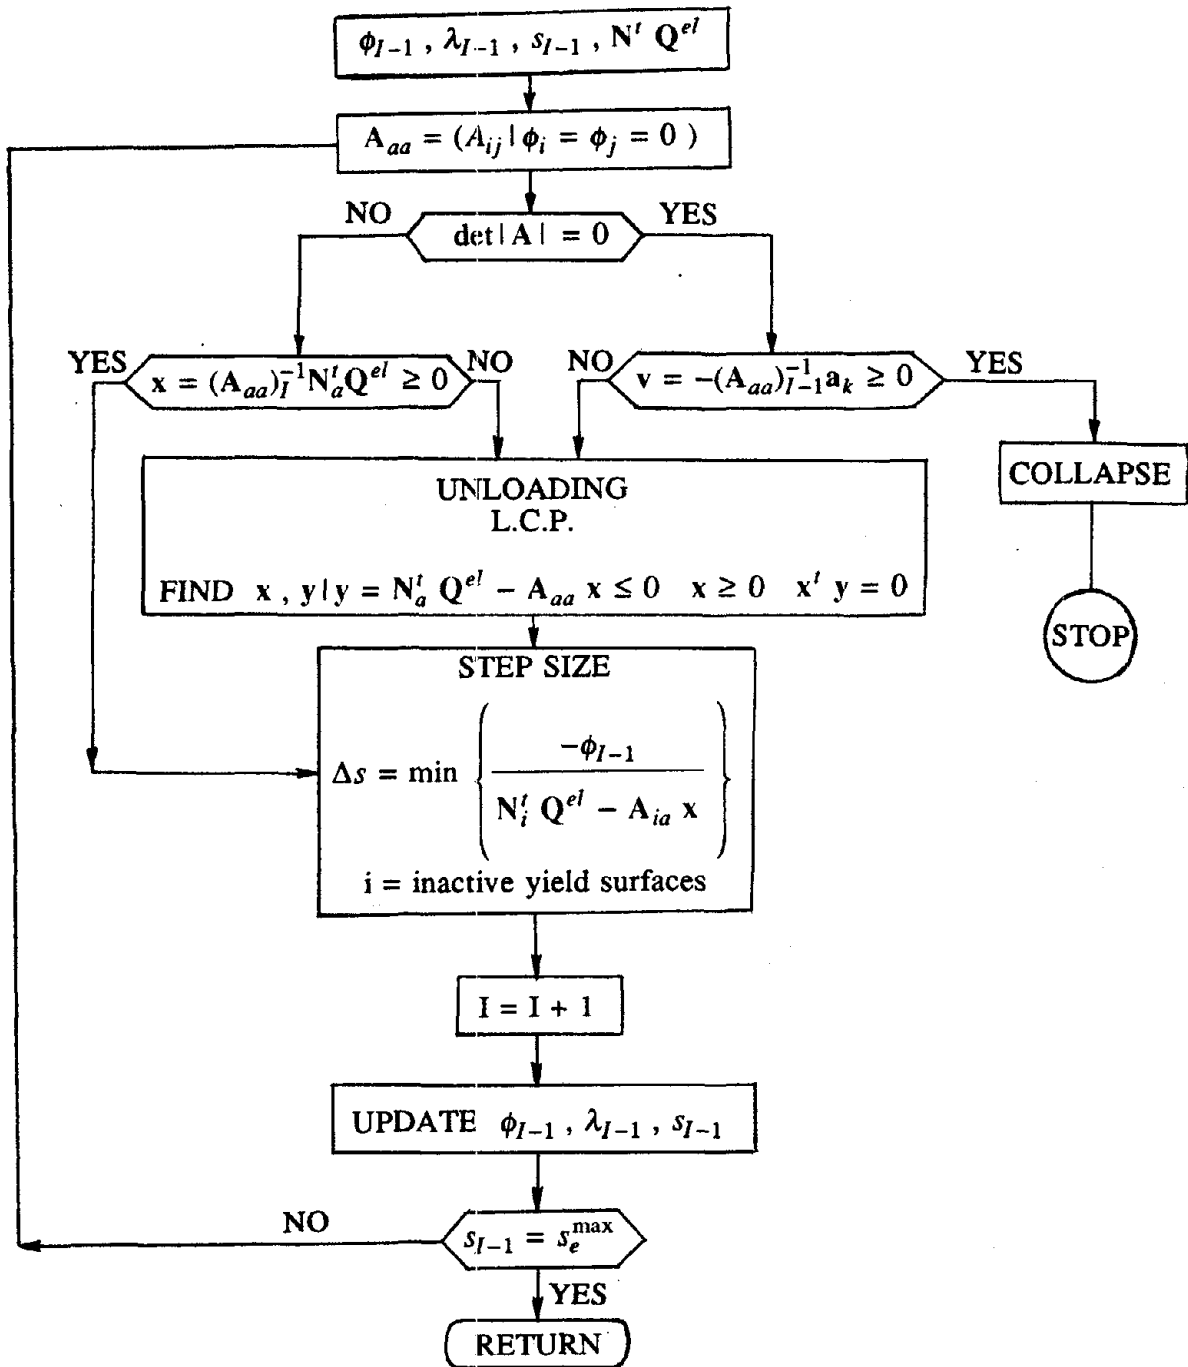 ϕ_{I−1} , λ_{I−1} , s_{I−1} , N^t Q^{el}
A_{aa} = (A_{ij} | ϕ_i = ϕ_j = 0 )
NO
YES
det | A | = 0
YES
x = (A_{aa})_I^{−1} N_a^t Q^{el} ≥ 0
NO
NO
v = −(A_{aa})_{I−1}^{−1} a_k ≥ 0
YES
UNLOADING
L.C.P.
FIND x , y | y = N_a^t Q^{el} − A_{aa} x ≤ 0 x ≥ 0 x^t y = 0
COLLAPSE
STOP
STEP SIZE
Δs = min { −ϕ_{I−1} / N_i^t Q^{el} − A_{ia} x }
i = inactive yield surfaces
I = I + 1
UPDATE ϕ_{I−1} , λ_{I−1} , s_{I−1}
NO
s_{I−1} = s_e^{max}
YES
RETURN